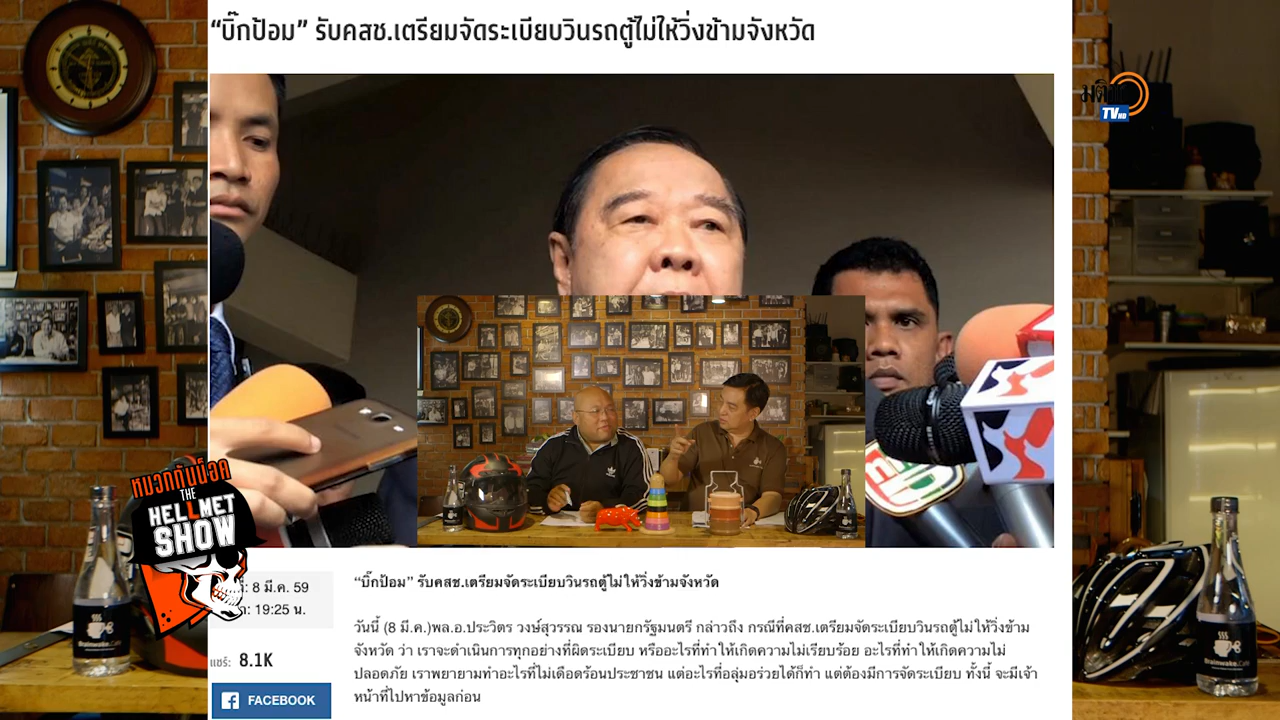 “บิ๊กป้อม” รับคสช.เตรียมจัดระเบียบวินรถตู้ไม่ให้วิ่งข้ามจังหวัด
มติชน
TV HD
หมวกกันน็อค
THE
HELLMET
SHOW
8 มี.ค. 59
19:25 น.
แชร์: 8.1K
FACEBOOK
“บิ๊กป้อม” รับคสช.เตรียมจัดระเบียบวินรถตู้ไม่ให้วิ่งข้ามจังหวัด
วันนี้ (8 มี.ค.)พล.อ.ประวิตร วงษ์สุวรรณ รองนายกรัฐมนตรี กล่าวถึง กรณีที่คสช.เตรียมจัดระเบียบวินรถตู้ไม่ให้วิ่งข้าม
จังหวัด ว่า เราจะดำเนินการทุกอย่างที่ผิดระเบียบ หรืออะไรที่ทำให้เกิดความไม่เรียบร้อย อะไรที่ทำให้เกิดความไม่
ปลอดภัย เราพยายามทำอะไรที่ไม่เดือดร้อนประชาชน แต่อะไรที่อลุ่มอร่วยได้ก็ทำ แต่ต้องมีการจัดระเบียบ ทั้งนี้ จะมีเจ้า
หน้าที่ไปหาข้อมูลก่อน
Brainwake.Cafe
Brainwake.Cafe